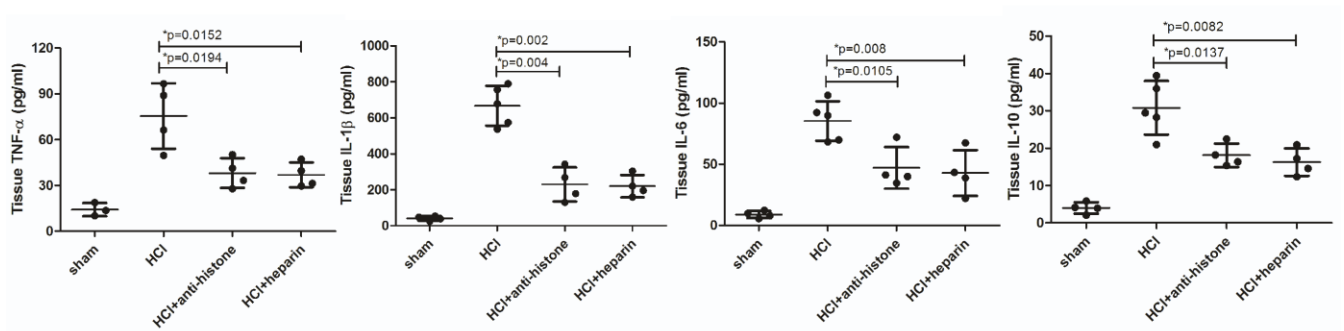 *p=0.0152
*p=0.0194
Tissue TNF-α (pg/ml)
120
90
60
30
0
sham
HCl
HCl+anti-histone
HCl+heparin
*p=0.002
*p=0.004
Tissue IL-1β (pg/ml)
1000
800
600
400
200
0
sham
HCl
HCl+anti-histone
HCl+heparin
*p=0.008
*p=0.0105
Tissue IL-6 (pg/ml)
150
100
50
0
sham
HCl
HCl+anti-histone
HCl+heparin
*p=0.0082
*p=0.0137
Tissue IL-10 (pg/ml)
50
40
30
20
10
0
sham
HCl
HCl+anti-histone
HCl+heparin